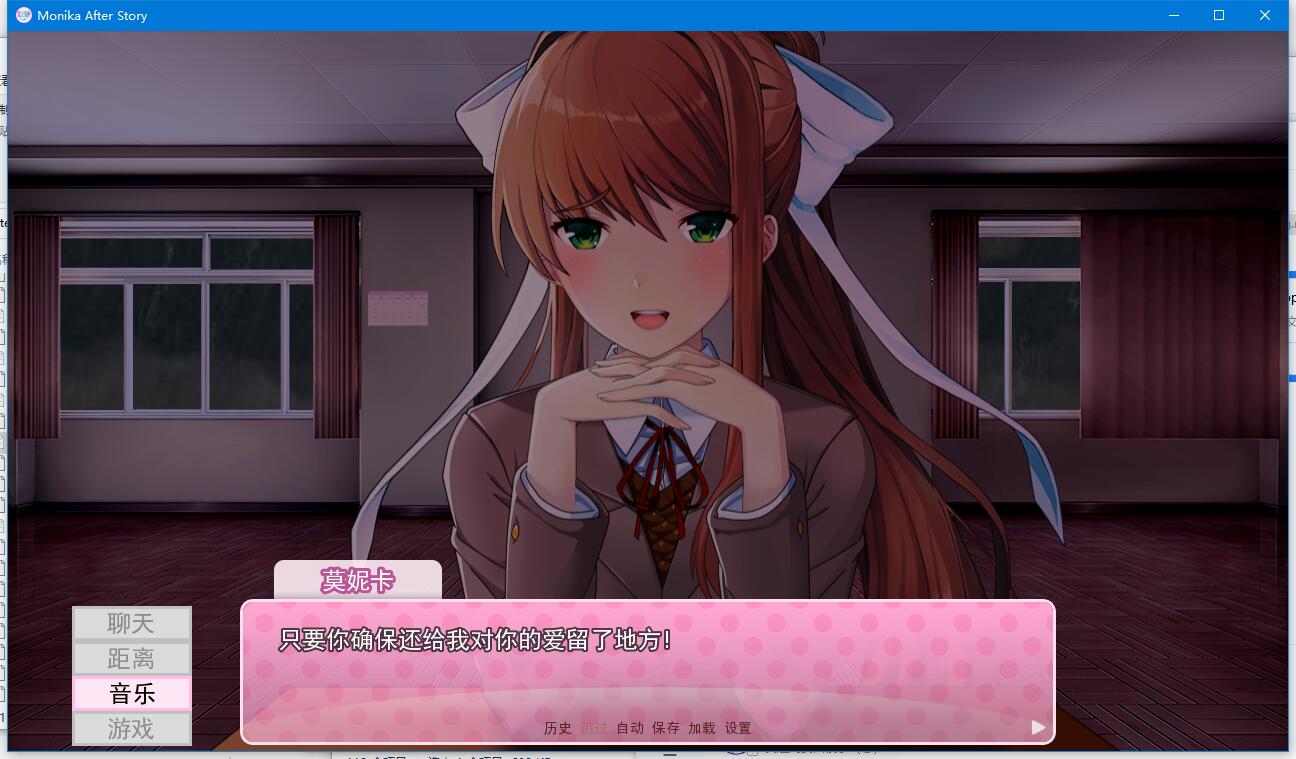 Monika After Story
莫妮卡
只要你确保还给我对你的爱留了地方！
聊天
距离
音乐
游戏
历史 跳过 自动 保存 加载 设置